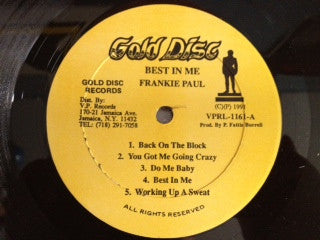 Gold Disc
BEST IN ME
FRANKIE PAUL
GOLD DISC
RECORDS
Dist. By:
V.P. Records
170-21 Jamaica Ave.
Jamaica, N.Y. 11432
TEL: (718) 291-7058
(C)(P) 1991
VPRL-1161-A
Prod. By P. Fattis Burrell
1. Back On The Block
2. You Got Me Going Crazy
3. Do Me Baby
4. Best In Me
5. Working Up A Sweat
ALL RIGHTS RESERVED